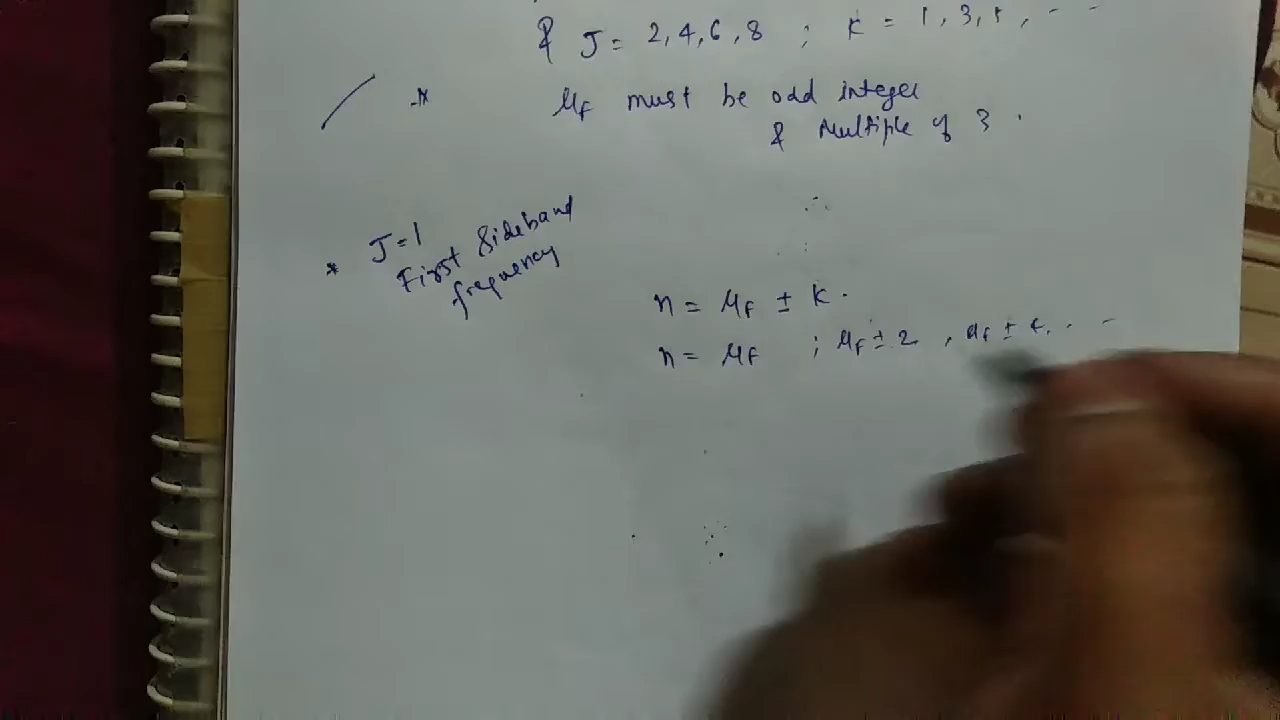 & J = 2, 4, 6, 8 ; K = 1, 3, 5, - -
* MF must be odd integer
& Multiple of 3 .
* J=1
First Sideband
frequency
n = MF ± K .
n = MF ; MF ± 2 , MF ± 4, . . -